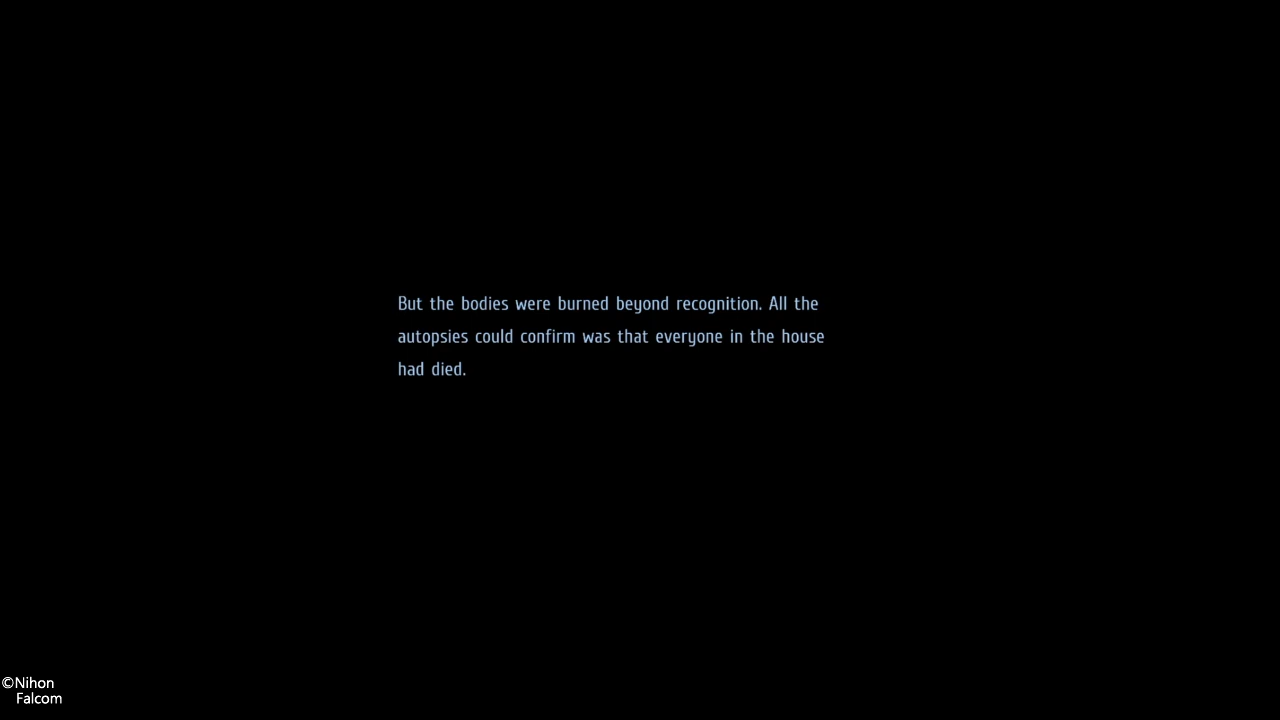 But the bodies were burned beyond recognition. All the
autopsies could confirm was that everyone in the house
had died.
©Nihon
Falcom